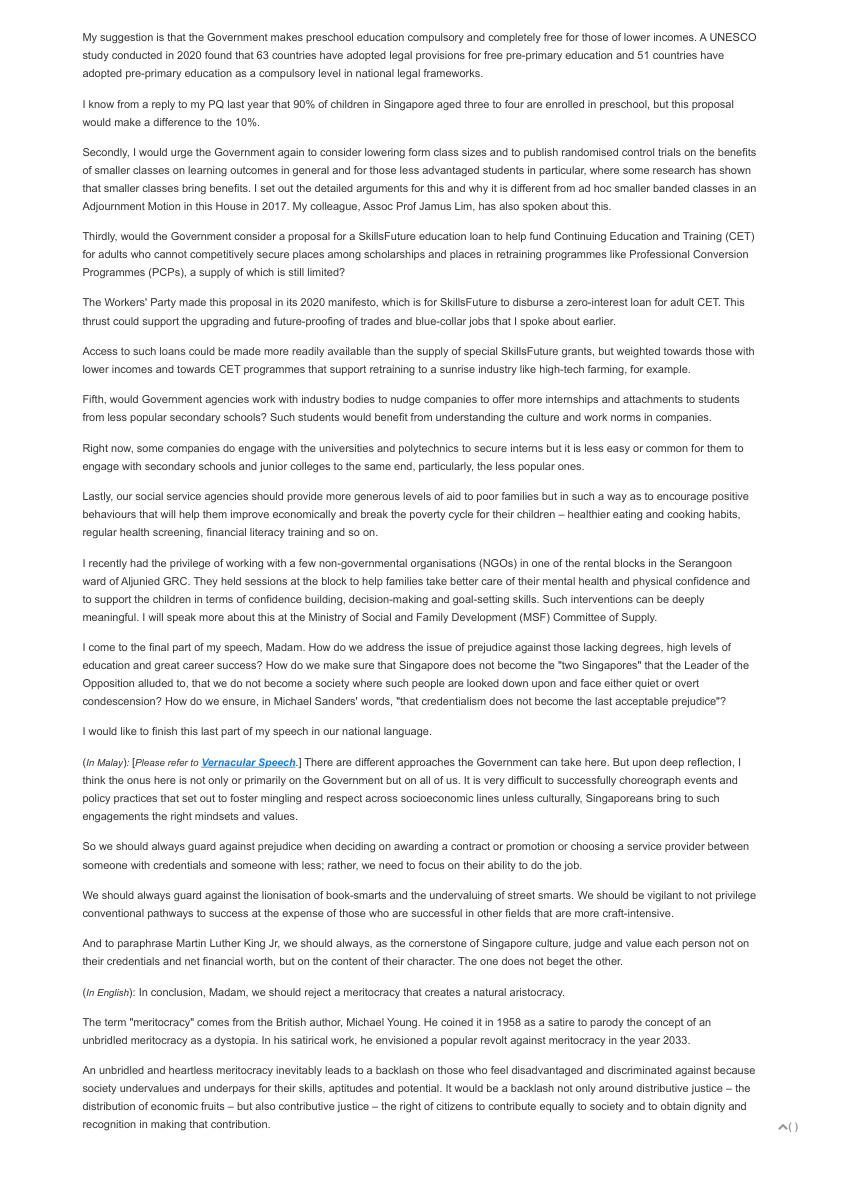 My suggestion is that the Government makes preschool education compulsory and completely free for those of lower incomes. A UNESCO
study conducted in 2020 found that 63 countries have adopted legal provisions for free pre-primary education and 51 countries have
adopted pre-primary education as a compulsory level in national legal frameworks.
I know from a reply to my PQ last year that 90% of children in Singapore aged three to four are enrolled in preschool, but this proposal
would make a difference to the 10%.
Secondly, I would urge the Government again to consider lowering form class sizes and to publish randomised control trials on the benefits
of smaller classes on learning outcomes in general and for those less advantaged students in particular, where some research has shown
that smaller classes bring benefits. I set out the detailed arguments for this and why it is different from ad hoc smaller banded classes in an
Adjournment Motion in this House in 2017. My colleague, Assoc Prof Jamus Lim, has also spoken about this.
Thirdly, would the Government consider a proposal for a SkillsFuture education loan to help fund Continuing Education and Training (CET)
for adults who cannot competitively secure places among scholarships and places in retraining programmes like Professional Conversion
Programmes (PCPs), a supply of which is still limited?
The Workers' Party made this proposal in its 2020 manifesto, which is for SkillsFuture to disburse a zero-interest loan for adult CET. This
thrust could support the upgrading and future-proofing of trades and blue-collar jobs that I spoke about earlier.
Access to such loans could be made more readily available than the supply of special SkillsFuture grants, but weighted towards those with
lower incomes and towards CET programmes that support retraining to a sunrise industry like high-tech farming, for example.
Fifth, would Government agencies work with industry bodies to nudge companies to offer more internships and attachments to students
from less popular secondary schools? Such students would benefit from understanding the culture and work norms in companies.
Right now, some companies do engage with the universities and polytechnics to secure interns but it is less easy or common for them to
engage with secondary schools and junior colleges to the same end, particularly, the less popular ones.
Lastly, our social service agencies should provide more generous levels of aid to poor families but in such a way as to encourage positive
behaviours that will help them improve economically and break the poverty cycle for their children – healthier eating and cooking habits,
regular health screening, financial literacy training and so on.
I recently had the privilege of working with a few non-governmental organisations (NGOs) in one of the rental blocks in the Serangoon
ward of Aljunied GRC. They held sessions at the block to help families take better care of their mental health and physical confidence and
to support the children in terms of confidence building, decision-making and goal-setting skills. Such interventions can be deeply
meaningful. I will speak more about this at the Ministry of Social and Family Development (MSF) Committee of Supply.
I come to the final part of my speech, Madam. How do we address the issue of prejudice against those lacking degrees, high levels of
education and great career success? How do we make sure that Singapore does not become the "two Singapores" that the Leader of the
Opposition alluded to, that we do not become a society where such people are looked down upon and face either quiet or overt
condescension? How do we ensure, in Michael Sanders' words, "that credentialism does not become the last acceptable prejudice"?
I would like to finish this last part of my speech in our national language.
(In Malay): [Please refer to Vernacular Speech.] There are different approaches the Government can take here. But upon deep reflection, I
think the onus here is not only or primarily on the Government but on all of us. It is very difficult to successfully choreograph events and
policy practices that set out to foster mingling and respect across socioeconomic lines unless culturally, Singaporeans bring to such
engagements the right mindsets and values.
So we should always guard against prejudice when deciding on awarding a contract or promotion or choosing a service provider between
someone with credentials and someone with less; rather, we need to focus on their ability to do the job.
We should always guard against the lionisation of book-smarts and the undervaluing of street smarts. We should be vigilant to not privilege
conventional pathways to success at the expense of those who are successful in other fields that are more craft-intensive.
And to paraphrase Martin Luther King Jr, we should always, as the cornerstone of Singapore culture, judge and value each person not on
their credentials and net financial worth, but on the content of their character. The one does not beget the other.
(In English): In conclusion, Madam, we should reject a meritocracy that creates a natural aristocracy.
The term "meritocracy" comes from the British author, Michael Young. He coined it in 1958 as a satire to parody the concept of an
unbridled meritocracy as a dystopia. In his satirical work, he envisioned a popular revolt against meritocracy in the year 2033.
An unbridled and heartless meritocracy inevitably leads to a backlash on those who feel disadvantaged and discriminated against because
society undervalues and underpays for their skills, aptitudes and potential. It would be a backlash not only around distributive justice – the
distribution of economic fruits – but also contributive justice – the right of citizens to contribute equally to society and to obtain dignity and
recognition in making that contribution.
( )